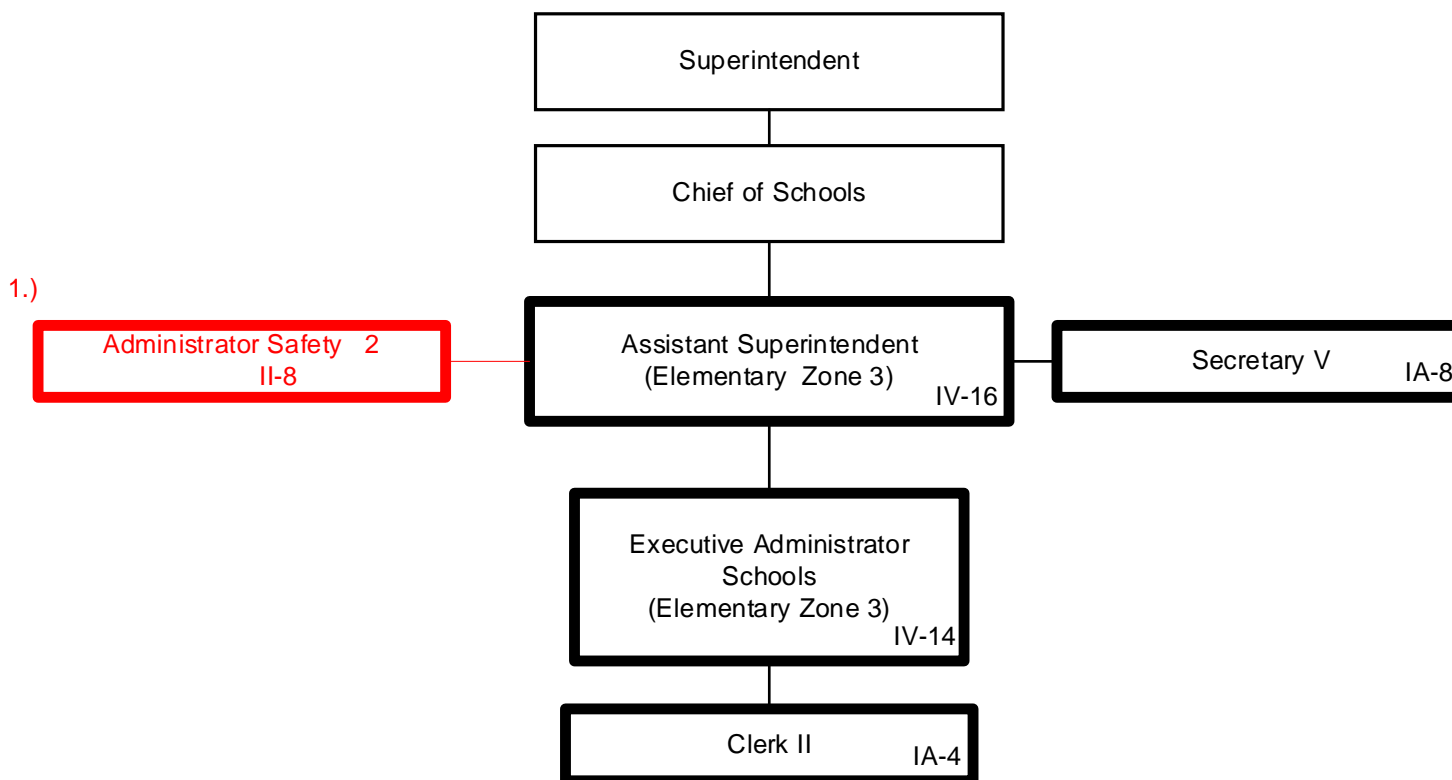 Superintendent
Chief of Schools
1.)
Administrator Safety 2
II-8
Assistant Superintendent
(Elementary Zone 3)
IV-16
Secretary V
IA-8
Executive Administrator
Schools
(Elementary Zone 3)
IV-14
Clerk II
IA-4